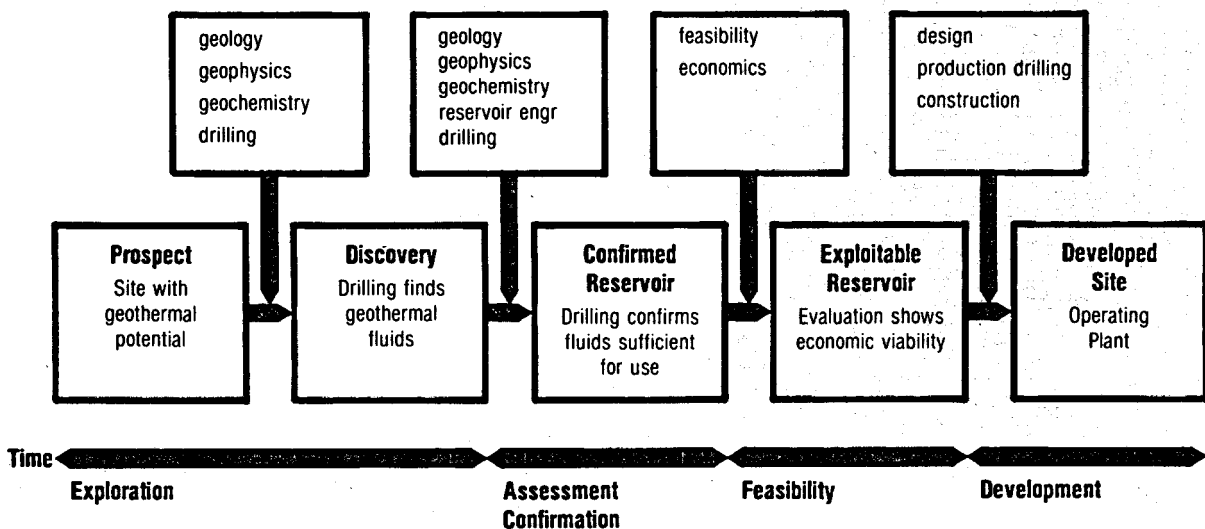 geology
geophysics
geochemistry
drilling
geology
geophysics
geochemistry
reservoir engr
drilling
feasibility
economics
design
production drilling
construction
Prospect
Site with
geothermal
potential
Discovery
Drilling finds
geothermal
fluids
Confirmed
Reservoir
Drilling confirms
fluids sufficient
for use
Exploitable
Reservoir
Evaluation shows
economic viability
Developed
Site
Operating
Plant
Time
Exploration
Assessment
Confirmation
Feasibility
Development